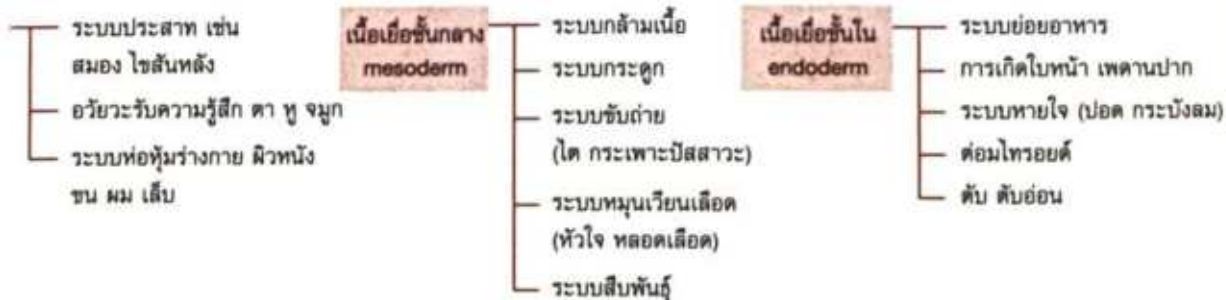 ระบบประสาท เช่น
สมอง ไขสันหลัง
อวัยวะรับความรู้สึก ตา หู จมูก
ระบบห่อหุ้มร่างกาย ผิวหนัง
ขน ผม เล็บ
เนื้อเยื่อชั้นกลาง
mesoderm
ระบบกล้ามเนื้อ
ระบบกระดูก
ระบบขับถ่าย
(ไต กระเพาะปัสสาวะ)
ระบบหมุนเวียนเลือด
(หัวใจ หลอดเลือด)
ระบบสืบพันธุ์
เนื้อเยื่อชั้นใน
endoderm
ระบบย่อยอาหาร
การเกิดใบหน้า เพดานปาก
ระบบหายใจ (ปอด กระบังลม)
ต่อมไทรอยด์
ตับ ตับอ่อน